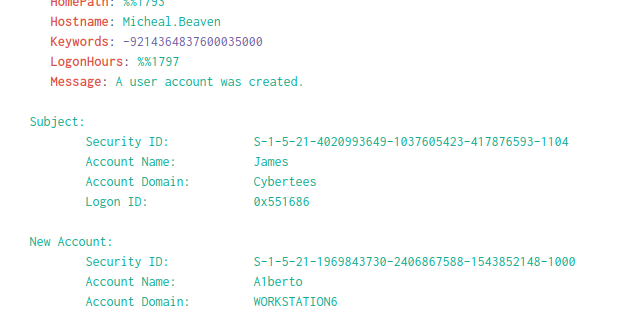 HomePath: %%1793
Hostname: Micheal.Beaven
Keywords: -9214364837600035000
LogonHours: %%1797
Message: A user account was created.
Subject:
Security ID: S-1-5-21-4020993649-1037605423-417876593-1104
Account Name: James
Account Domain: Cybertees
Logon ID: 0x551686
New Account:
Security ID: S-1-5-21-1969843730-2406867588-1543852148-1000
Account Name: A1berto
Account Domain: WORKSTATION6